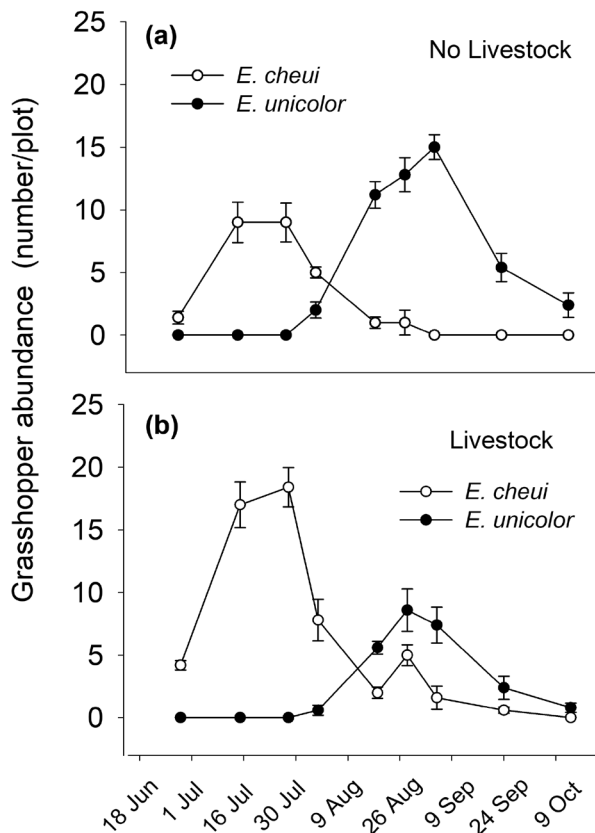 Grasshopper abundance (number/plot)
(a)
No Livestock
E. cheui
E. unicolor
25
20
15
10
5
0
(b)
Livestock
E. cheui
E. unicolor
25
20
15
10
5
0
18 Jun
1 Jul
16 Jul
30 Jul
9 Aug
26 Aug
9 Sep
24 Sep
9 Oct